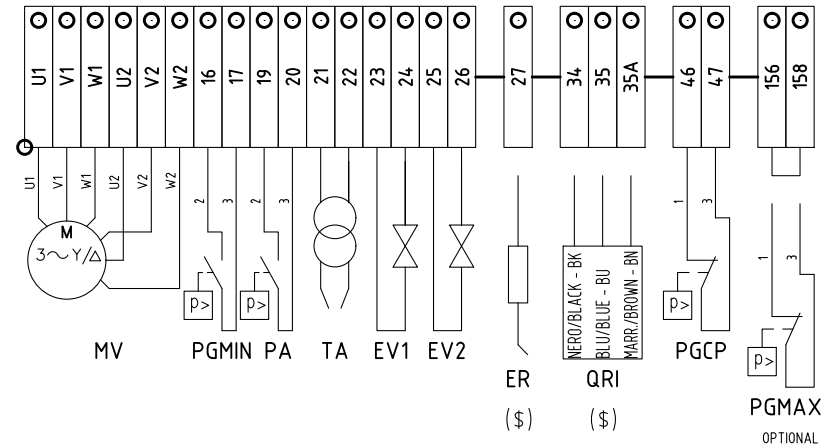 U1 V1 W1 U2 V2 W2 16 17 19 20 21 22 23 24 25 26 27 34 35 35A 46 47 156 158
U1 V1 W1 U2 V2 W2 2 3 2 3 1 3
M
3~Y/Δ
NERO/BLACK - BK
BLU/BLUE - BU
MARR./BROWN - BN
1 3
P> P> P> P>
MV PGMIN PA TA EV1 EV2 PGCP
ER QRI
PGMAX
($) ($)
OPTIONAL